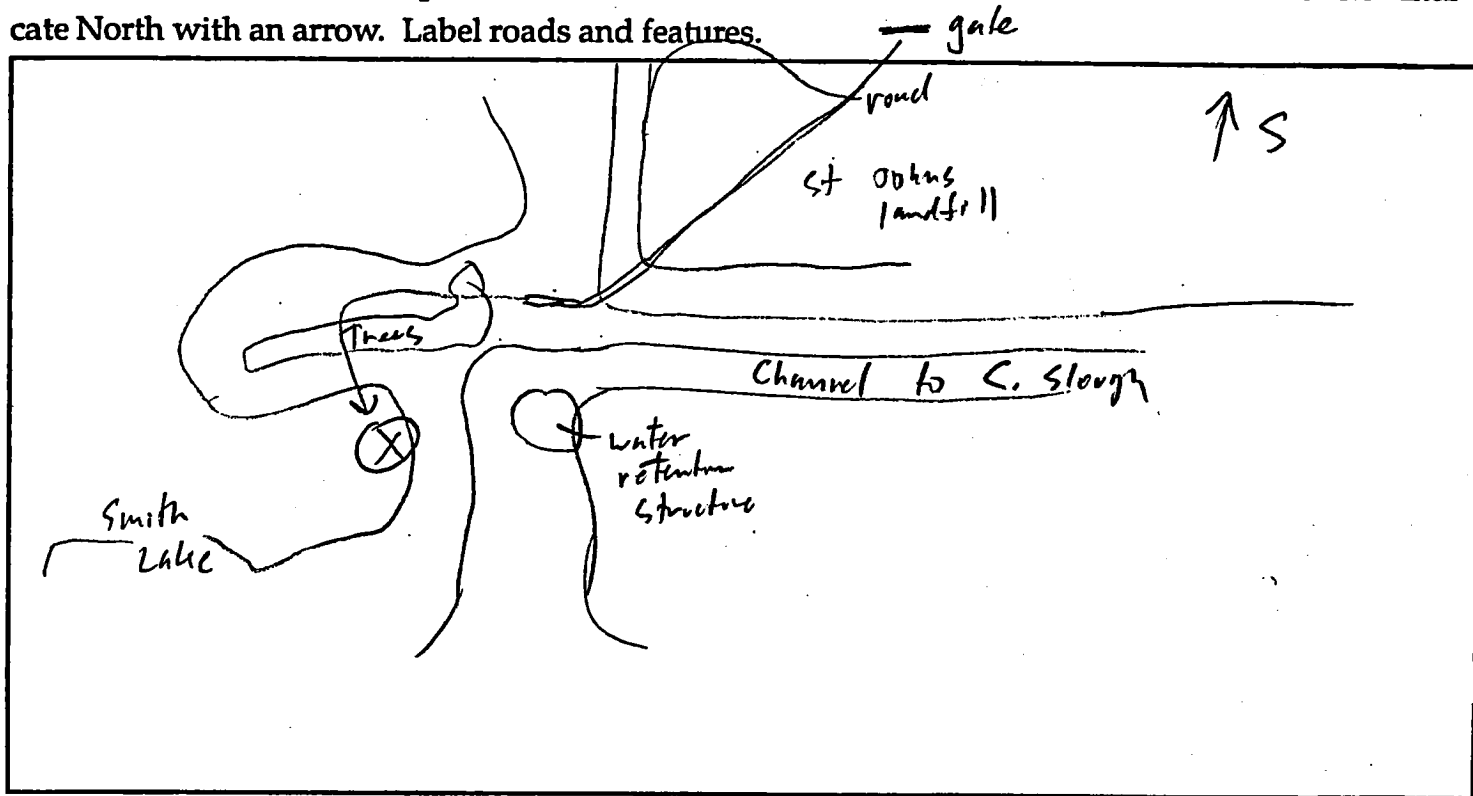 cate North with an arrow. Label roads and features.
gate
road
S
St Johns
landfill
Trees
Channel to C. Slough
X
water
retention
structure
Smith
Lake